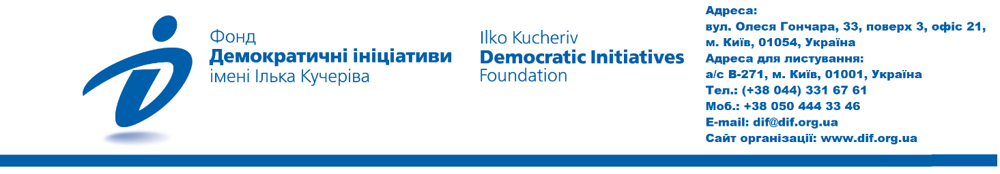 Фонд
Демократичні ініціативи
імені Ілька Кучеріва
Ilko Kucheriv
Democratic Initiatives
Foundation
Адреса:
вул. Олеся Гончара, 33, поверх 3, офіс 21,
м. Київ, 01054, Україна
Адреса для листування:
а/с В-271, м. Київ, 01001, Україна
Тел.: (+38 044) 331 67 61
Моб.: +38 050 444 33 46
E-mail: dif@dif.org.ua
Сайт організації: www.dif.org.ua